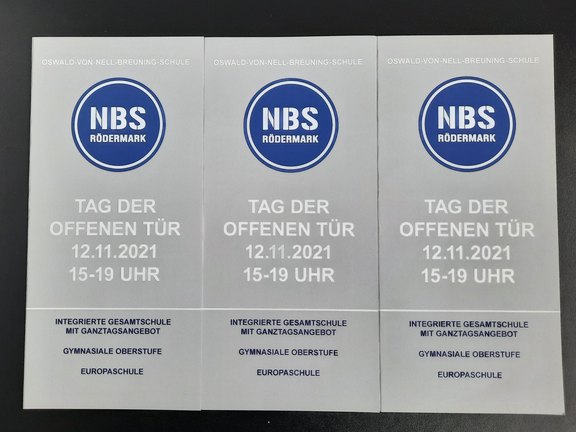 OSWALD-VON-NELL-BREUNING-SCHULE
NBS
RÖDERMARK
TAG DER
OFFENEN TÜR
12.11.2021
15-19 UHR
INTEGRIERTE GESAMTSCHULE
MIT GANZTAGSANGEBOT
GYMNASIALE OBERSTUFE
EUROPASCHULE
OSWALD-VON-NELL-BREUNING-SCHULE
NBS
RÖDERMARK
TAG DER
OFFENEN TÜR
12.11.2021
15-19 UHR
INTEGRIERTE GESAMTSCHULE
MIT GANZTAGSANGEBOT
GYMNASIALE OBERSTUFE
EUROPASCHULE
OSWALD-VON-NELL-BREUNING-SCHULE
NBS
RÖDERMARK
TAG DER
OFFENEN TÜR
12.11.2021
15-19 UHR
INTEGRIERTE GESAMTSCHULE
MIT GANZTAGSANGEBOT
GYMNASIALE OBERSTUFE
EUROPASCHULE